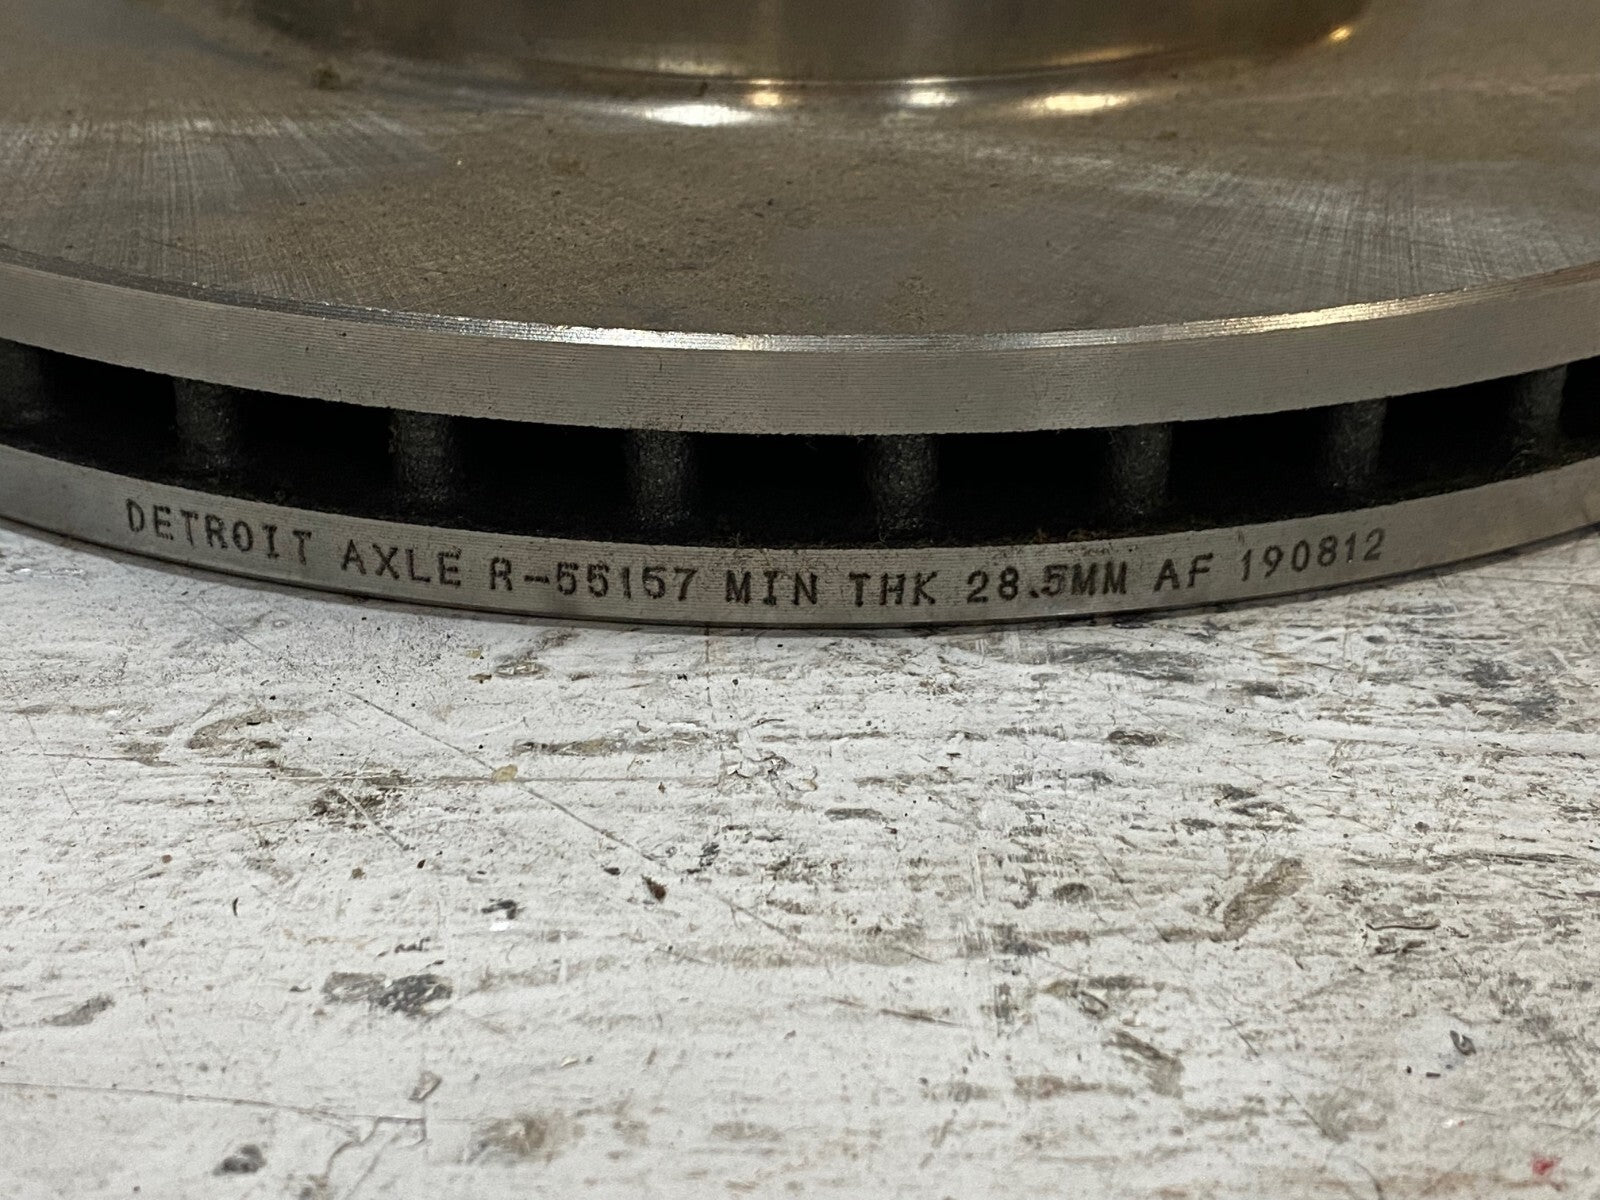 DETROIT AXLE R-55157 MIN THK 28.5MM AF 190812